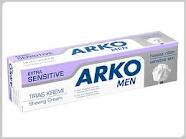 EXTRA
SENSITIVE
ARKO
MEN
TIRAŞ KREMİ
Shaving Cream